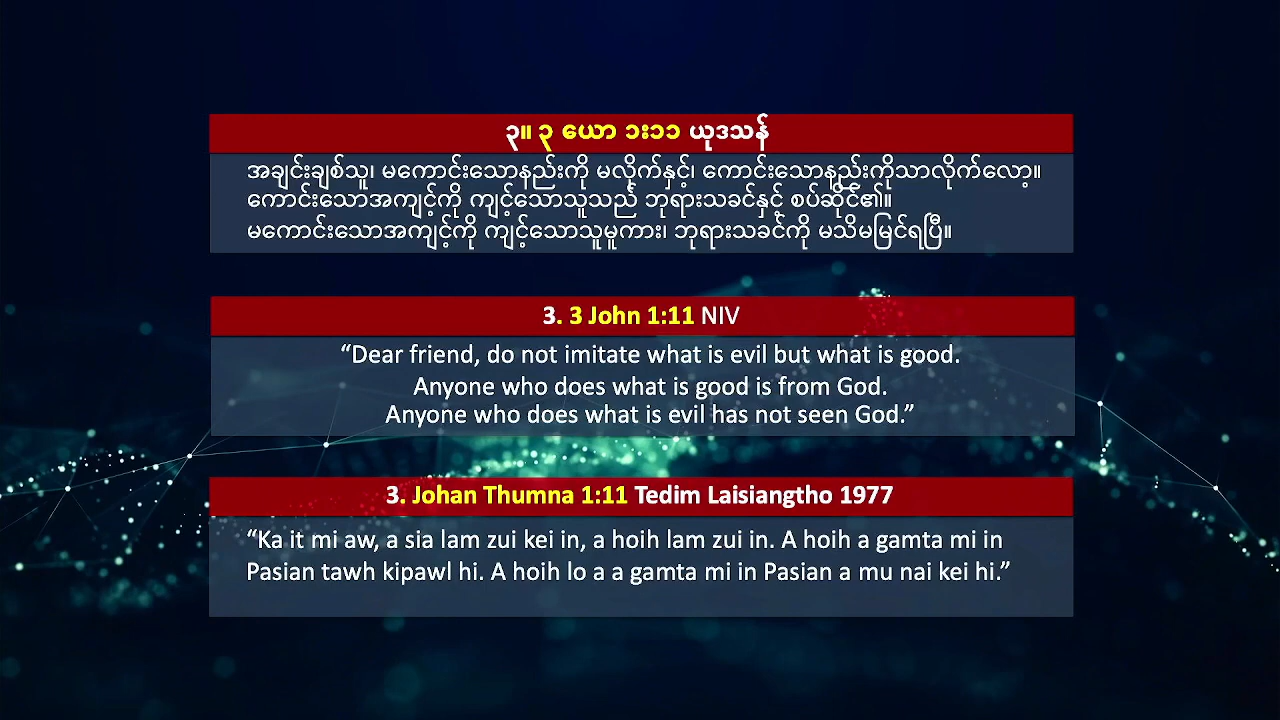 ၃။ ၃ ယော ၁း၁၁ ယုဒသန်
အချင်းချစ်သူ၊ မကောင်းသောနည်းကို မလိုက်နှင့်၊ ကောင်းသောနည်းကိုသာလိုက်လော့။
ကောင်းသောအကျင့်ကို ကျင့်သောသူသည် ဘုရားသခင်နှင့် စပ်ဆိုင်၏။
မကောင်းသောအကျင့်ကို ကျင့်သောသူမူကား၊ ဘုရားသခင်ကို မသိမမြင်ရပြီ။
3. 3 John 1:11 NIV
“Dear friend, do not imitate what is evil but what is good.
Anyone who does what is good is from God.
Anyone who does what is evil has not seen God.”
3. Johan Thumna 1:11 Tedim Laisiangtho 1977
“Ka it mi aw, a sia lam zui kei in, a hoih lam zui in. A hoih a gamta mi in
Pasian tawh kipawl hi. A hoih lo a a gamta mi in Pasian a mu nai kei hi.”